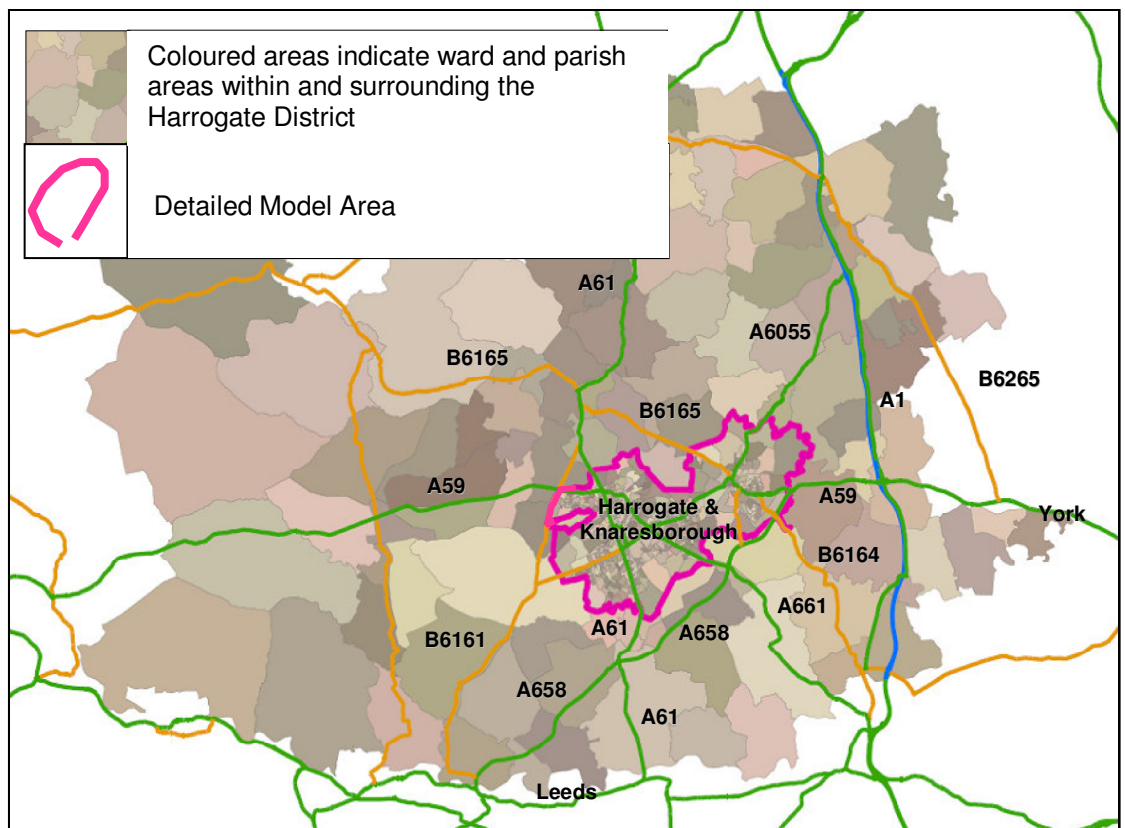 Coloured areas indicate ward and parish
areas within and surrounding the
Harrogate District
Detailed Model Area
A61
A6055
B6165
B6265
A1
B6165
A59
A59
Harrogate &
Knaresborough
York
B6164
A661
A61
A658
B6161
A658
A61
Leeds